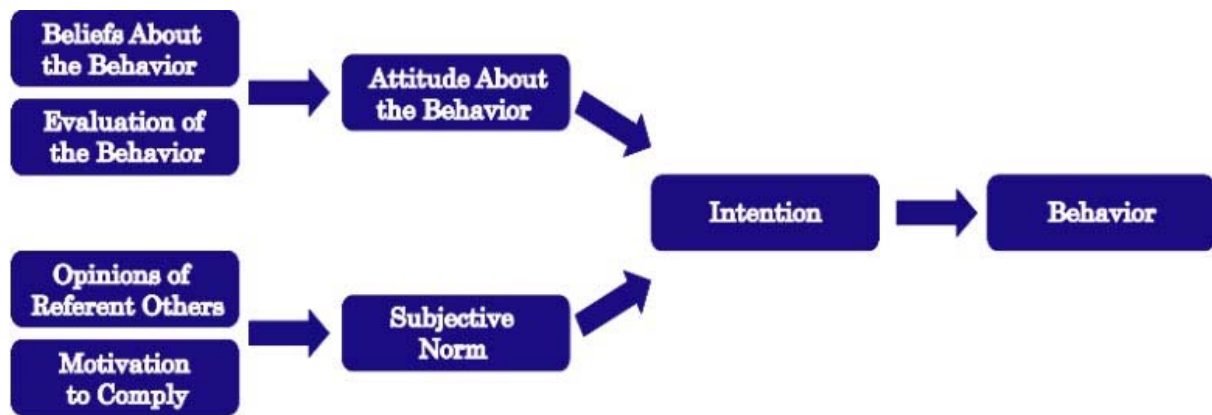 Beliefs About
the Behavior
Evaluation of
the Behavior
Attitude About
the Behavior
Opinions of
Referent Others
Motivation
to Comply
Subjective
Norm
Intention
Behavior